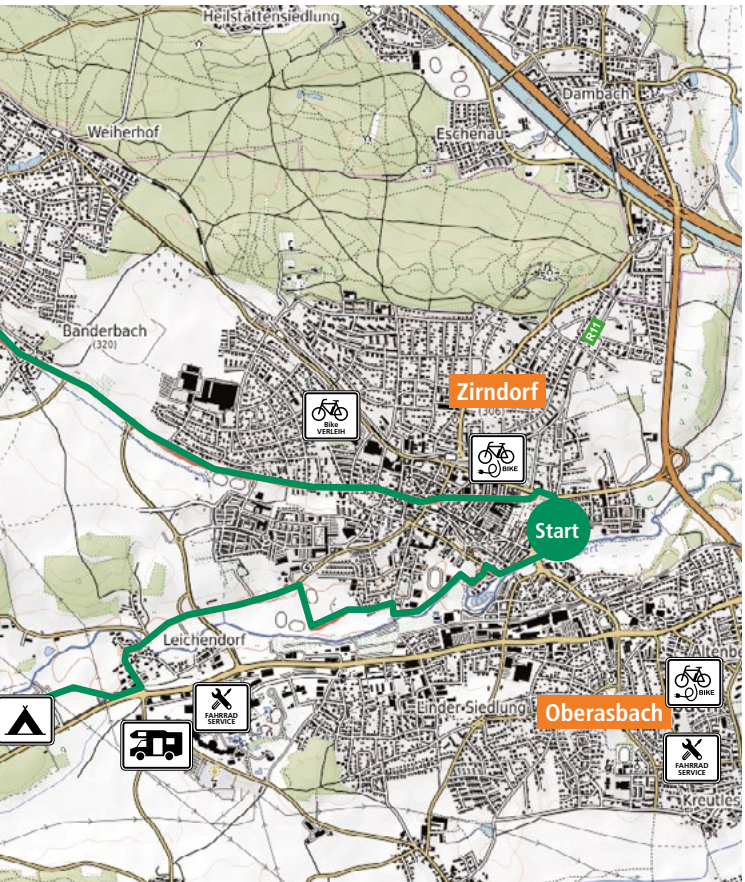 Heilstättensiedlung
Dambach
Weiherhof
Eschenau
R11
Banderbach
(320)
Zirndorf
(306)
Bike
VERLEIH
BIKE
Start
Leichendorf
FAHRRAD
SERVICE
Linder Siedlung
Oberasbach
BIKE
FAHRRAD
SERVICE
Kreutles